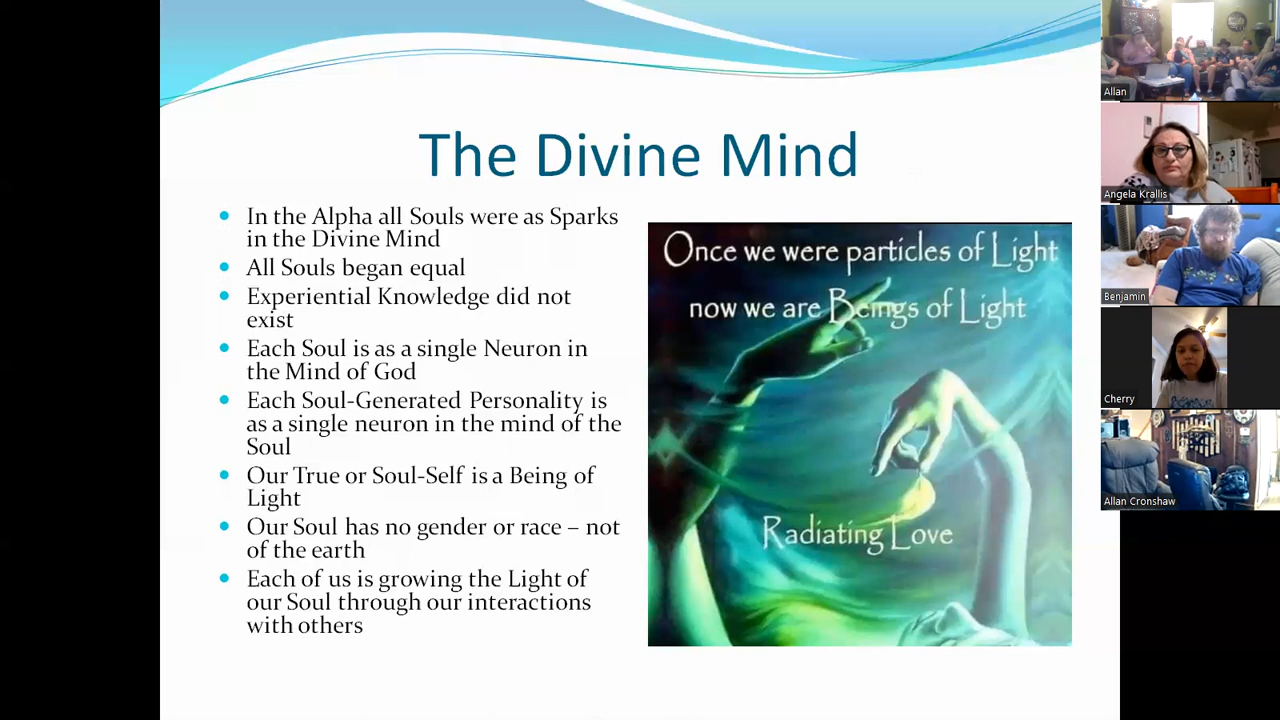 The Divine Mind
In the Alpha all Souls were as Sparks
in the Divine Mind
All Souls began equal
Experiential Knowledge did not
exist
Each Soul is as a single Neuron in
the Mind of God
Each Soul-Generated Personality is
as a single neuron in the mind of the
Soul
Our True or Soul-Self is a Being of
Light
Our Soul has no gender or race – not
of the earth
Each of us is growing the Light of
our Soul through our interactions
with others
Once we were particles of Light
now we are Beings of Light
Radiating Love
Allan
Angela Krallis
Benjamin
Cherry
Allan Cronshaw